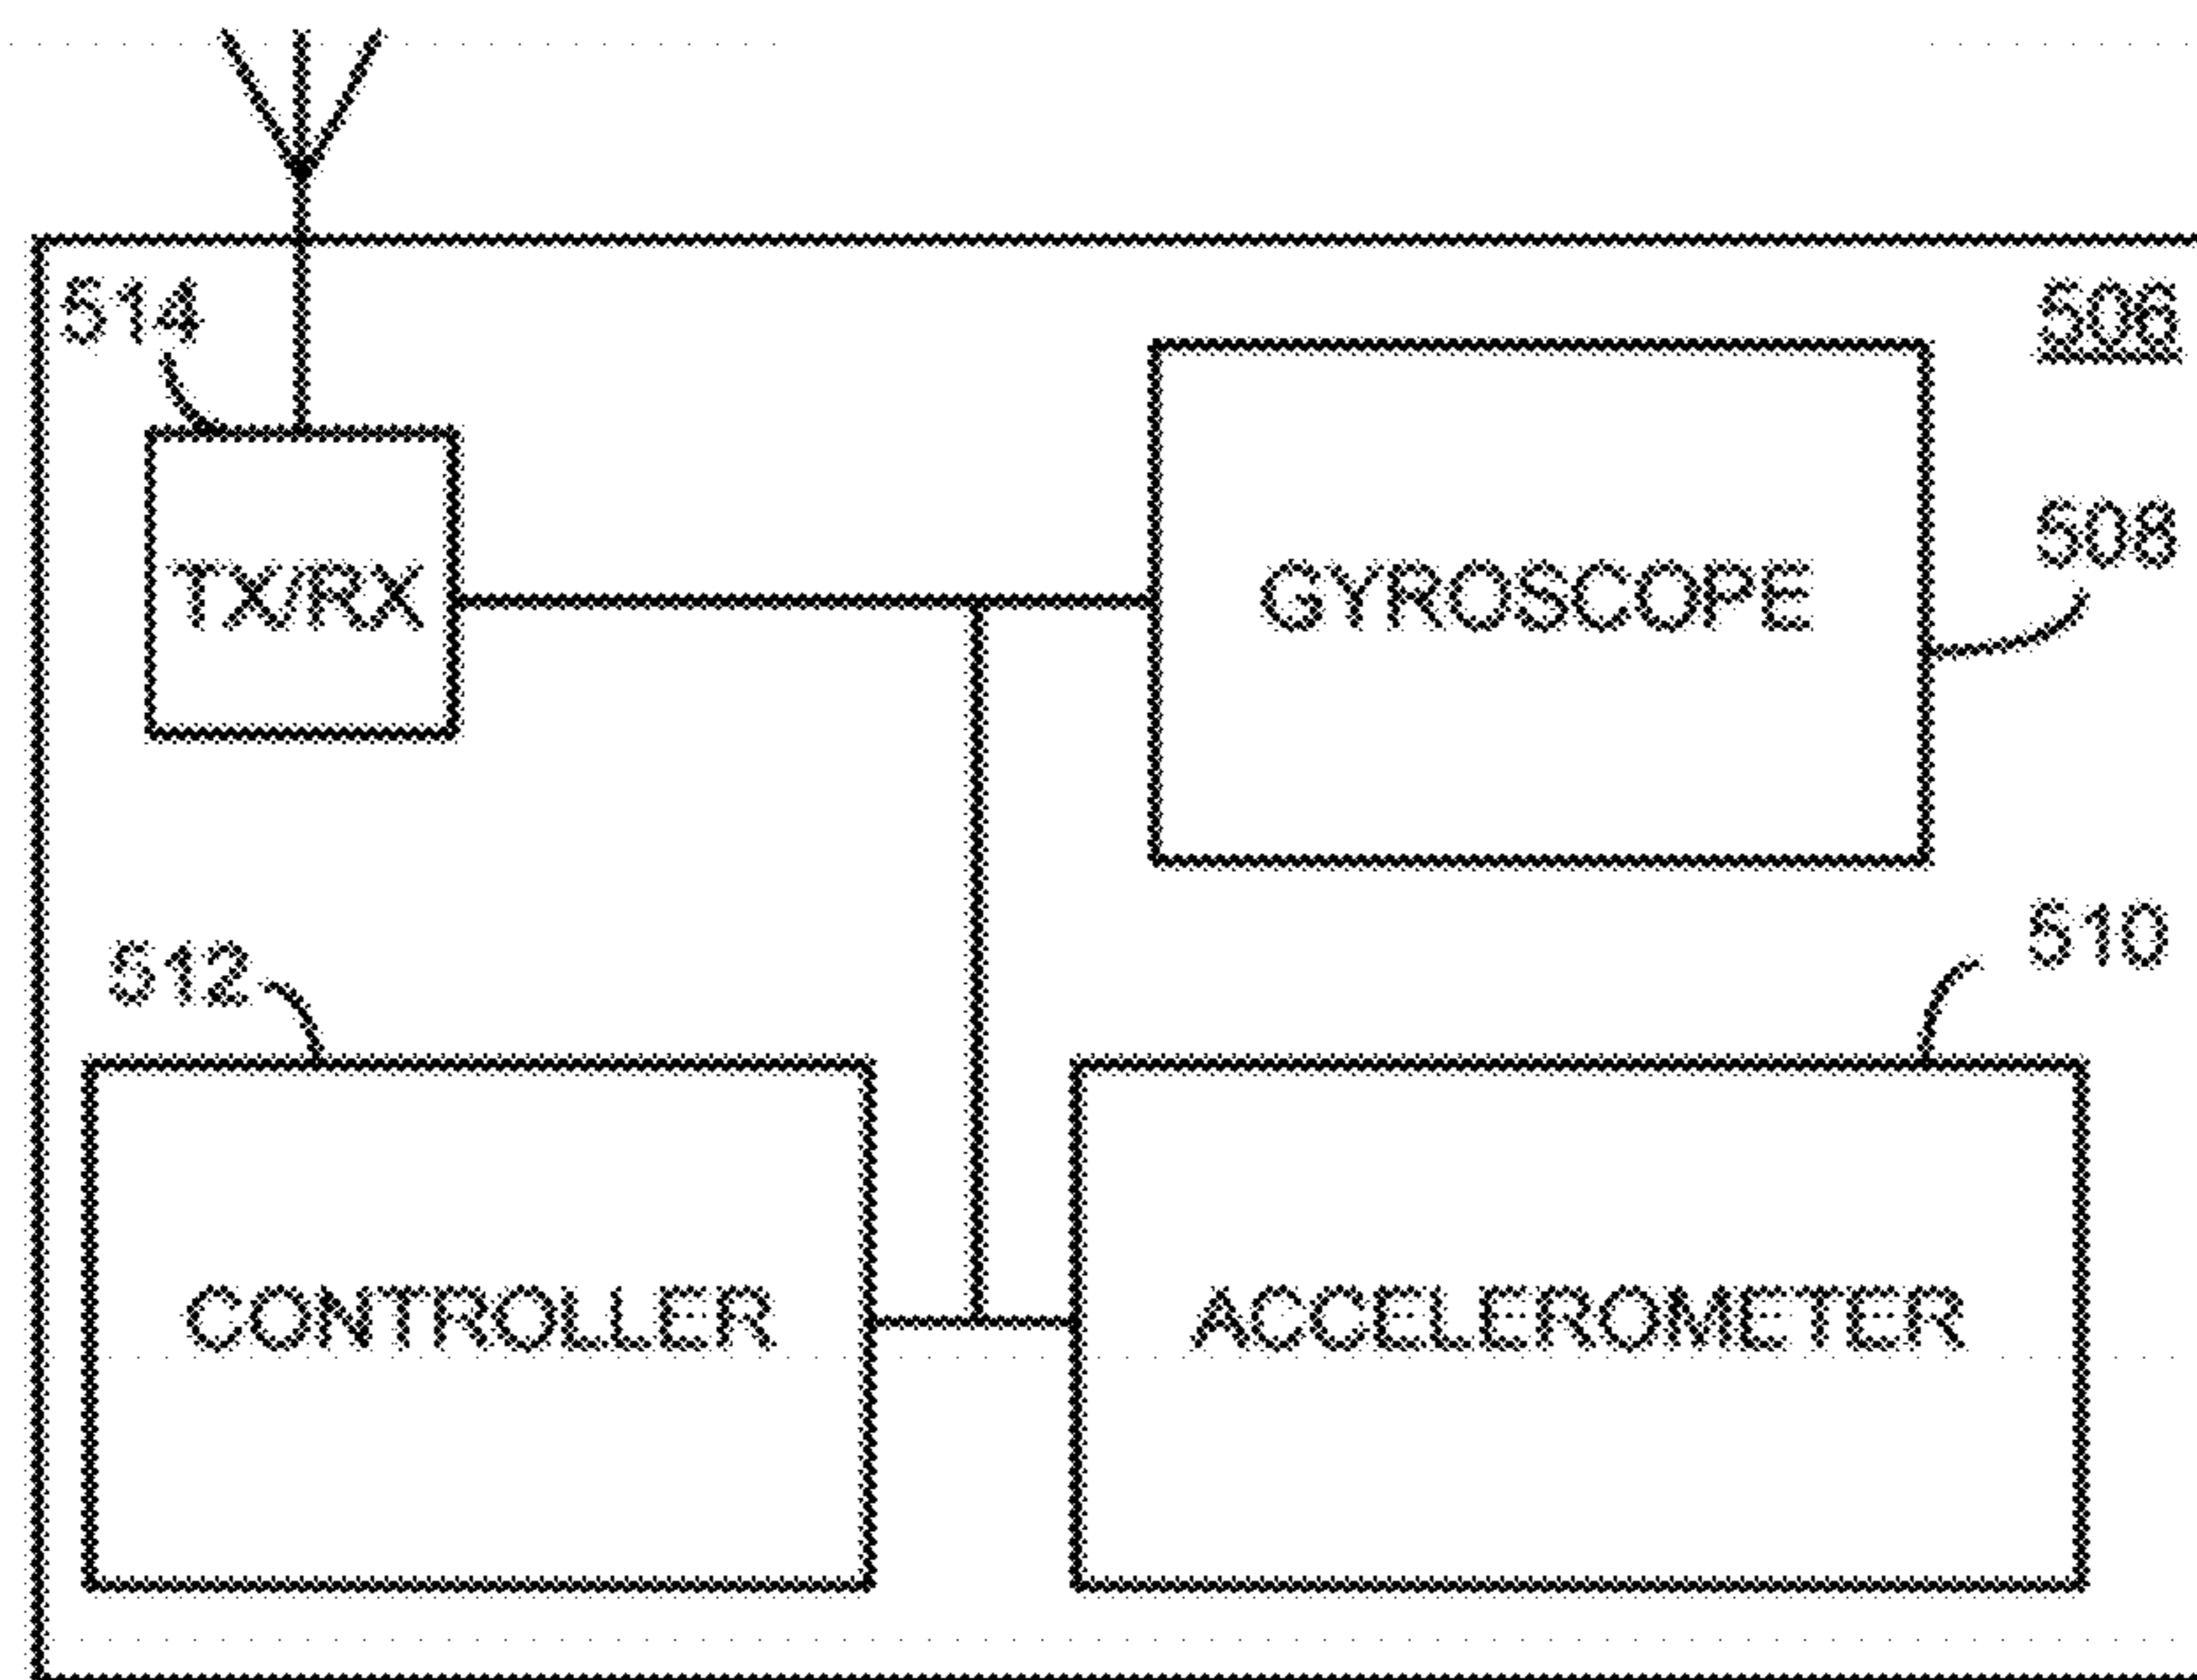 514
506
TX/RX
GYROSCOPE
508
512
510
CONTROLLER
ACCELEROMETER